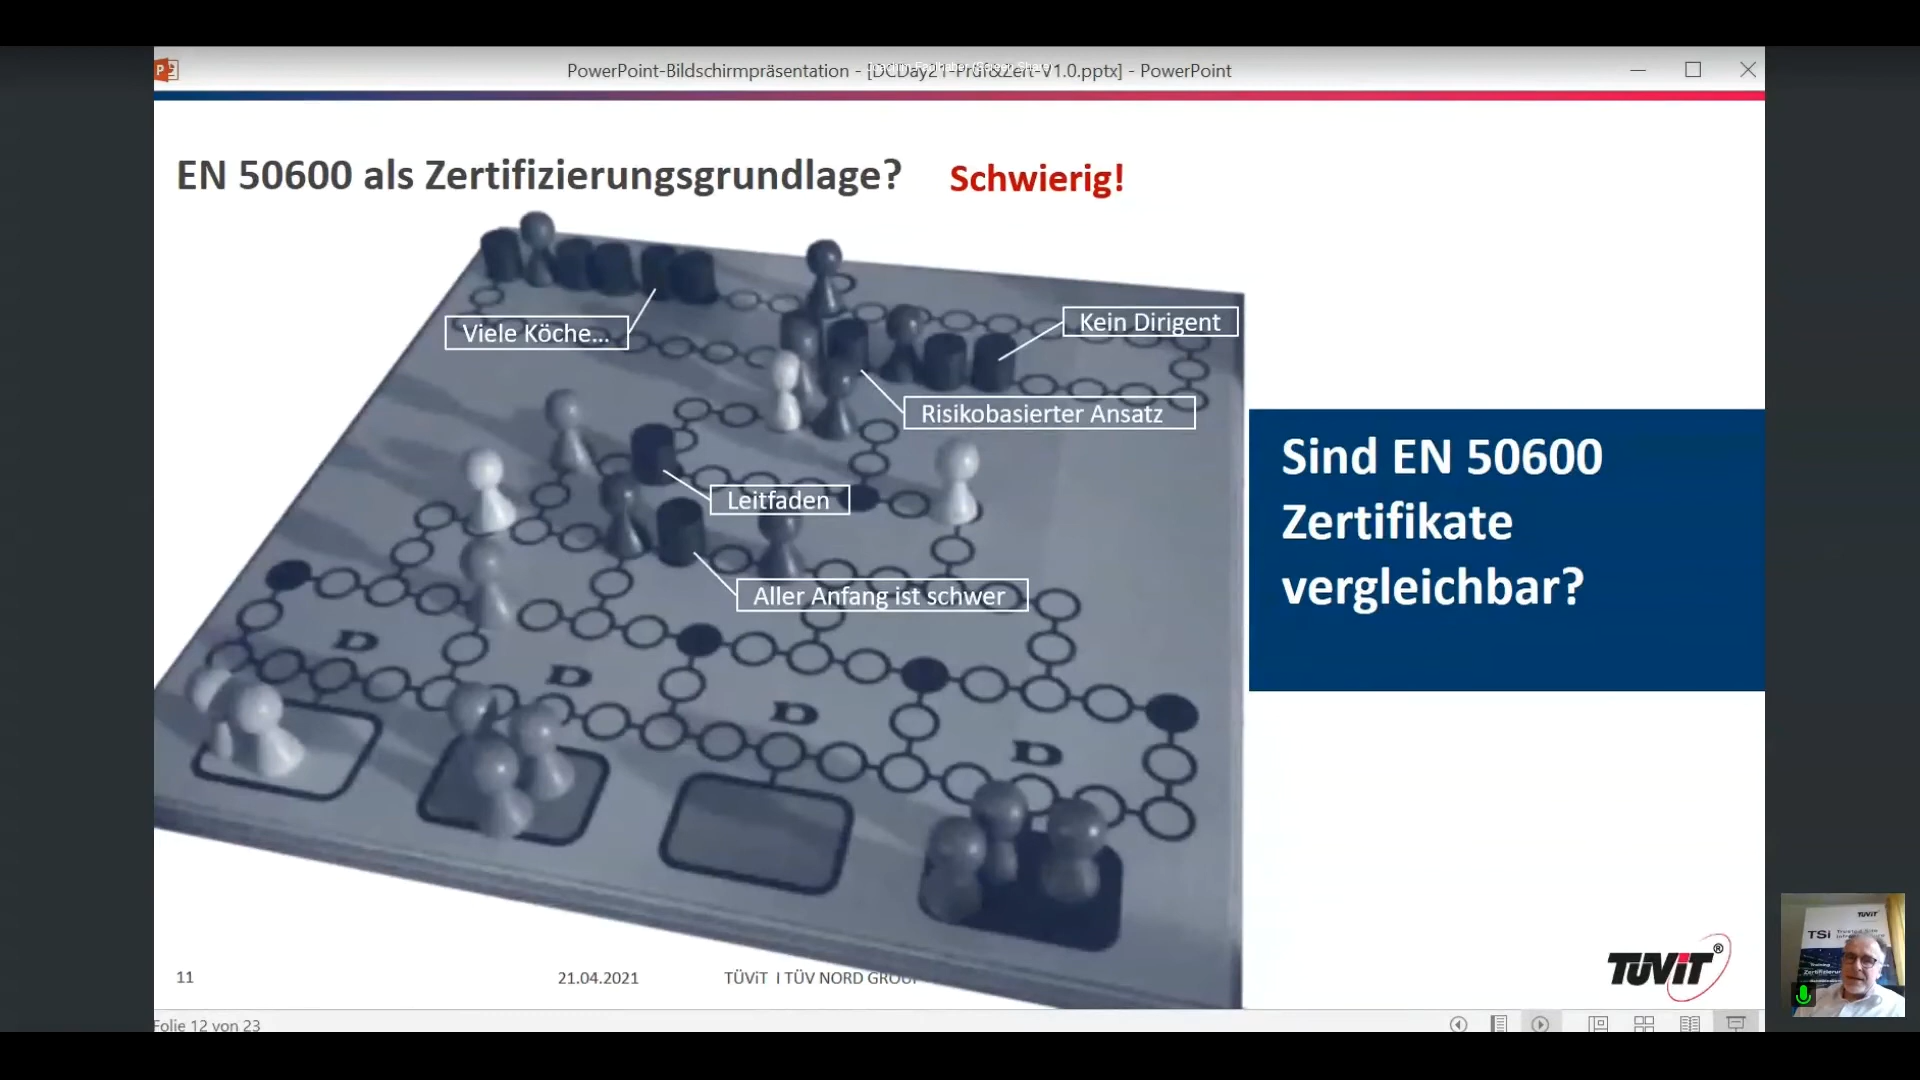 PowerPoint-Bildschirmpräsentation - [DCDay21-Prüf&Zert-V1.0.pptx] - PowerPoint
EN 50600 als Zertifizierungsgrundlage? Schwierig!
Viele Köche...
Kein Dirigent
Risikobasierter Ansatz
Leitfaden
Aller Anfang ist schwer
Sind EN 50600
Zertifikate
vergleichbar?
D
D
D
D
11
21.04.2021
TÜViT I TÜV NORD GROUP
TÜViT®
Folie 12 von 23
TÜViT
TSi